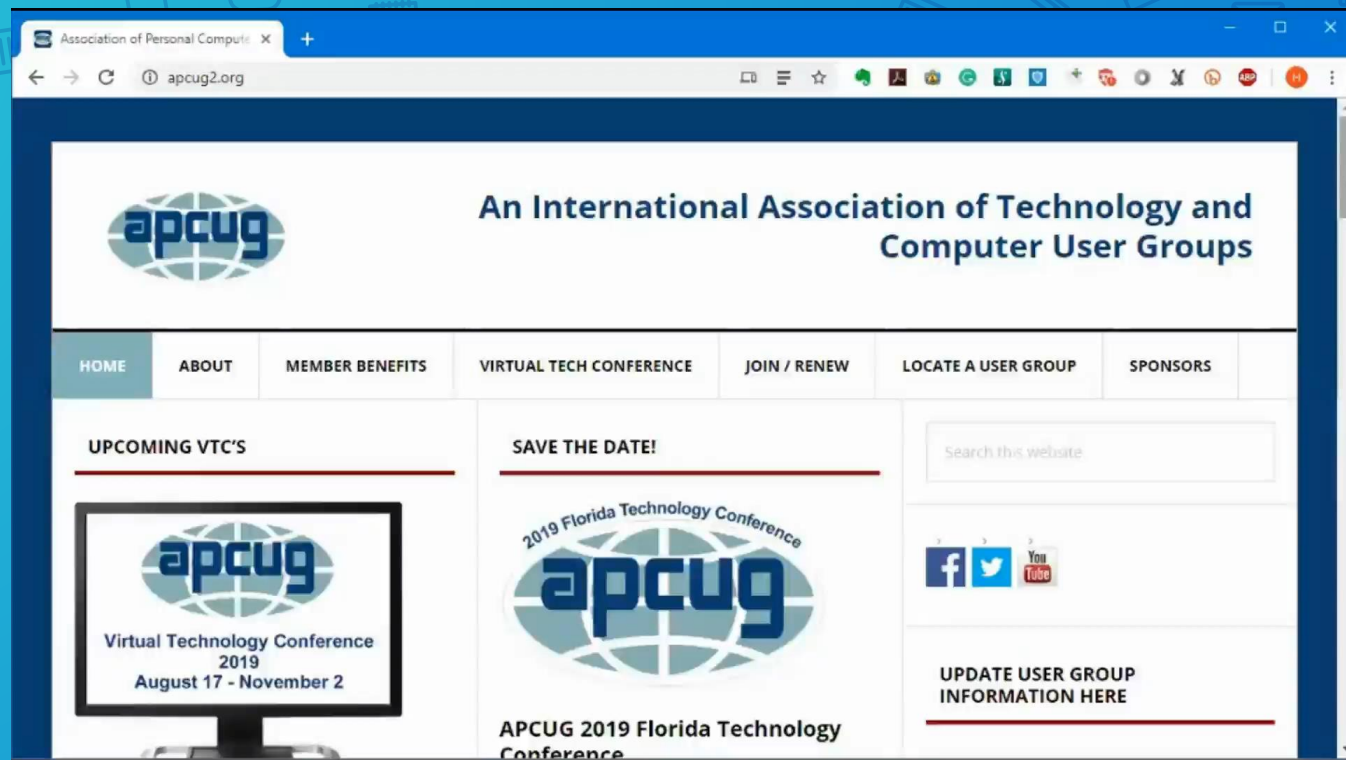 Association of Personal Compute
apcug2.org
apcug
An International Association of Technology and
Computer User Groups
HOME ABOUT MEMBER BENEFITS VIRTUAL TECH CONFERENCE JOIN / RENEW LOCATE A USER GROUP SPONSORS
UPCOMING VTC'S
apcug
Virtual Technology Conference
2019
August 17 - November 2
SAVE THE DATE!
2019 Florida Technology Conference
apcug
APCUG 2019 Florida Technology
Conference
Search this website
You
Tube
UPDATE USER GROUP
INFORMATION HERE